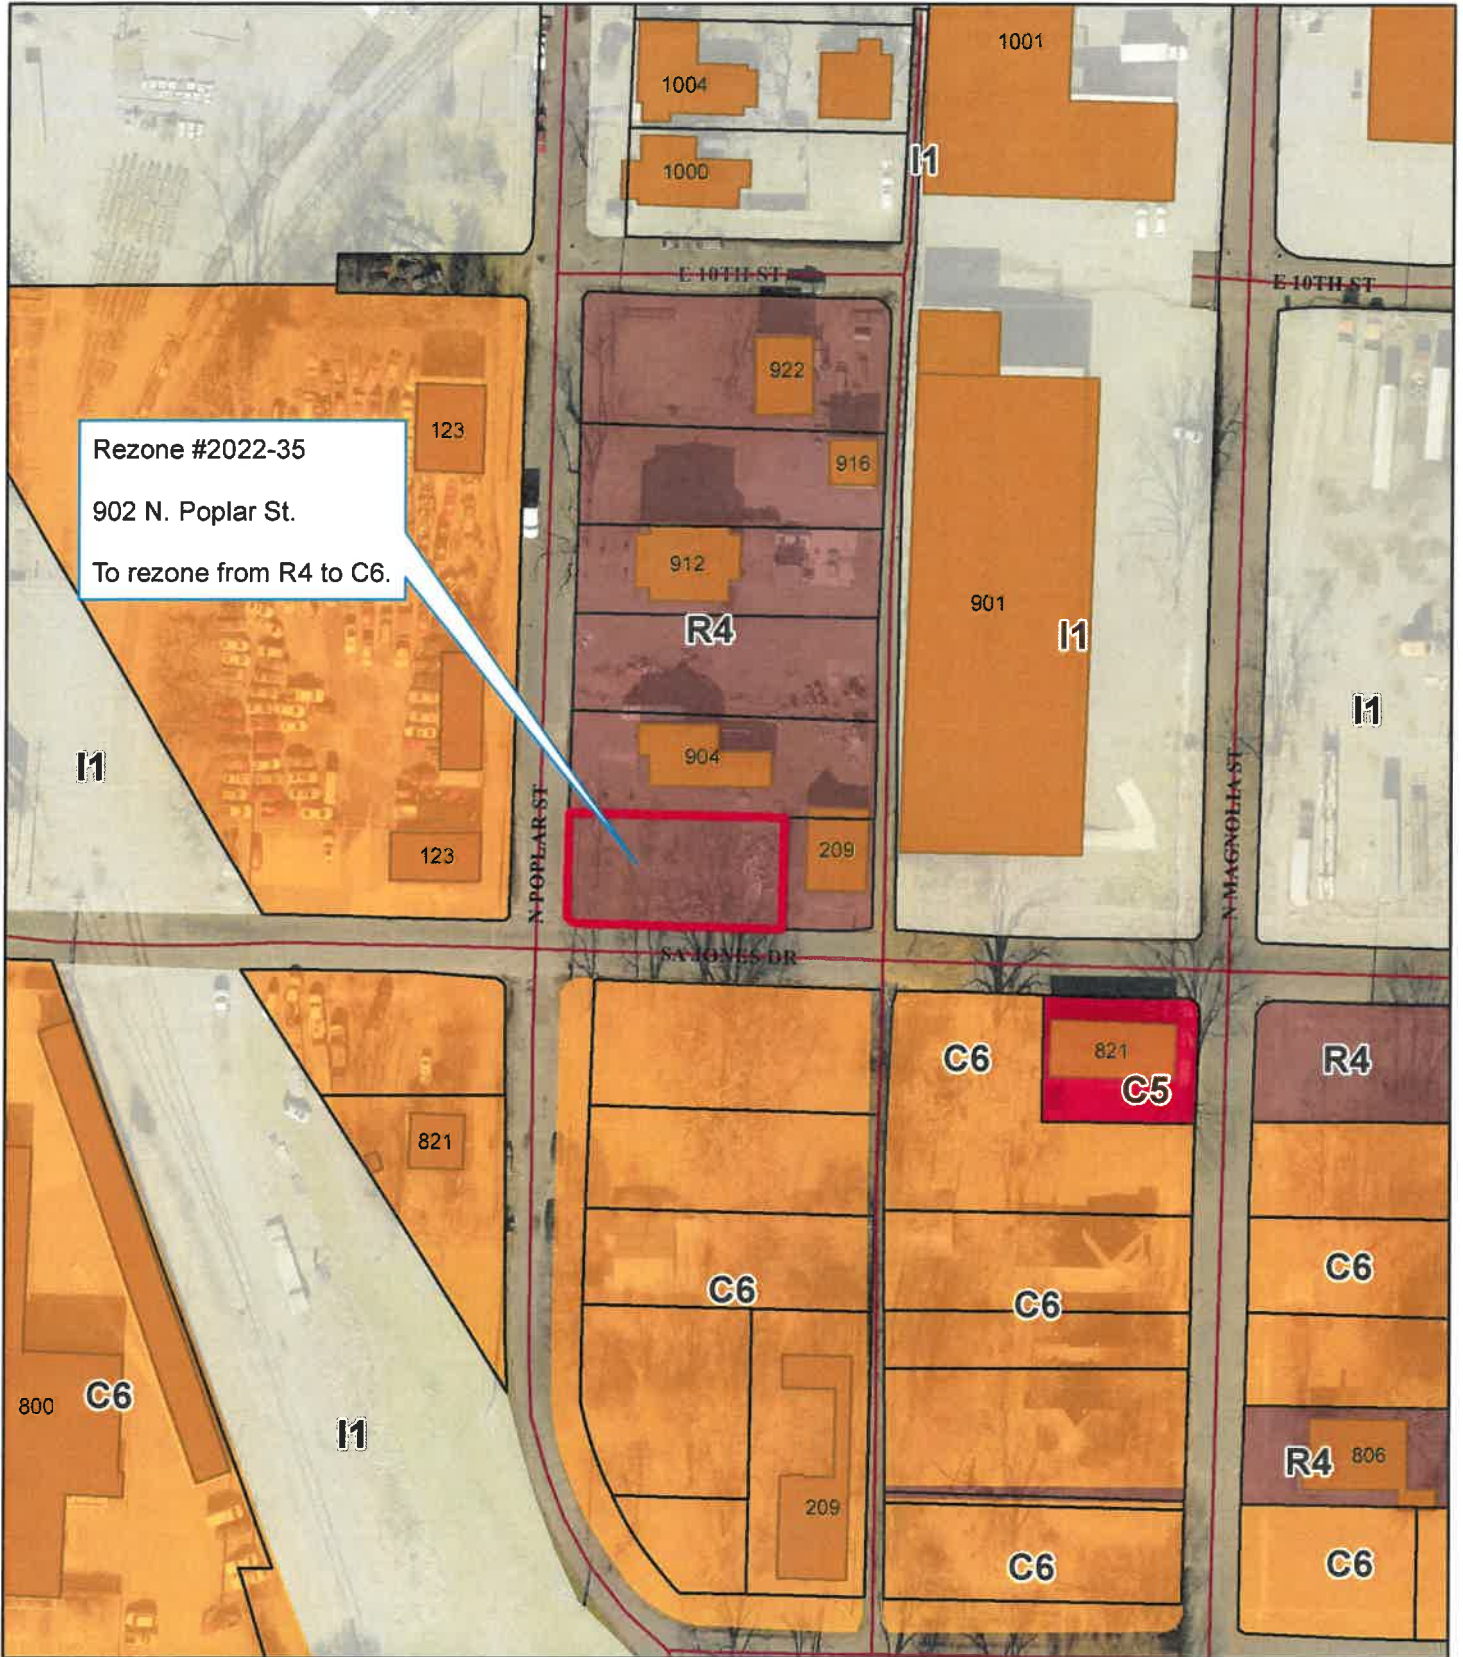 1001
1004
I1
1000
E 10TH ST
E 10TH ST
922
123
Rezone #2022-35
916
902 N. Poplar St.
912
To rezone from R4 to C6.
901
R4
I1
I1
904
I1
N POPLAR ST
N MAGNOLIA ST
209
123
SA JONES DR
C6
821
R4
C5
821
C6
C6
C6
C6
800
I1
R4
806
209
C6
C6